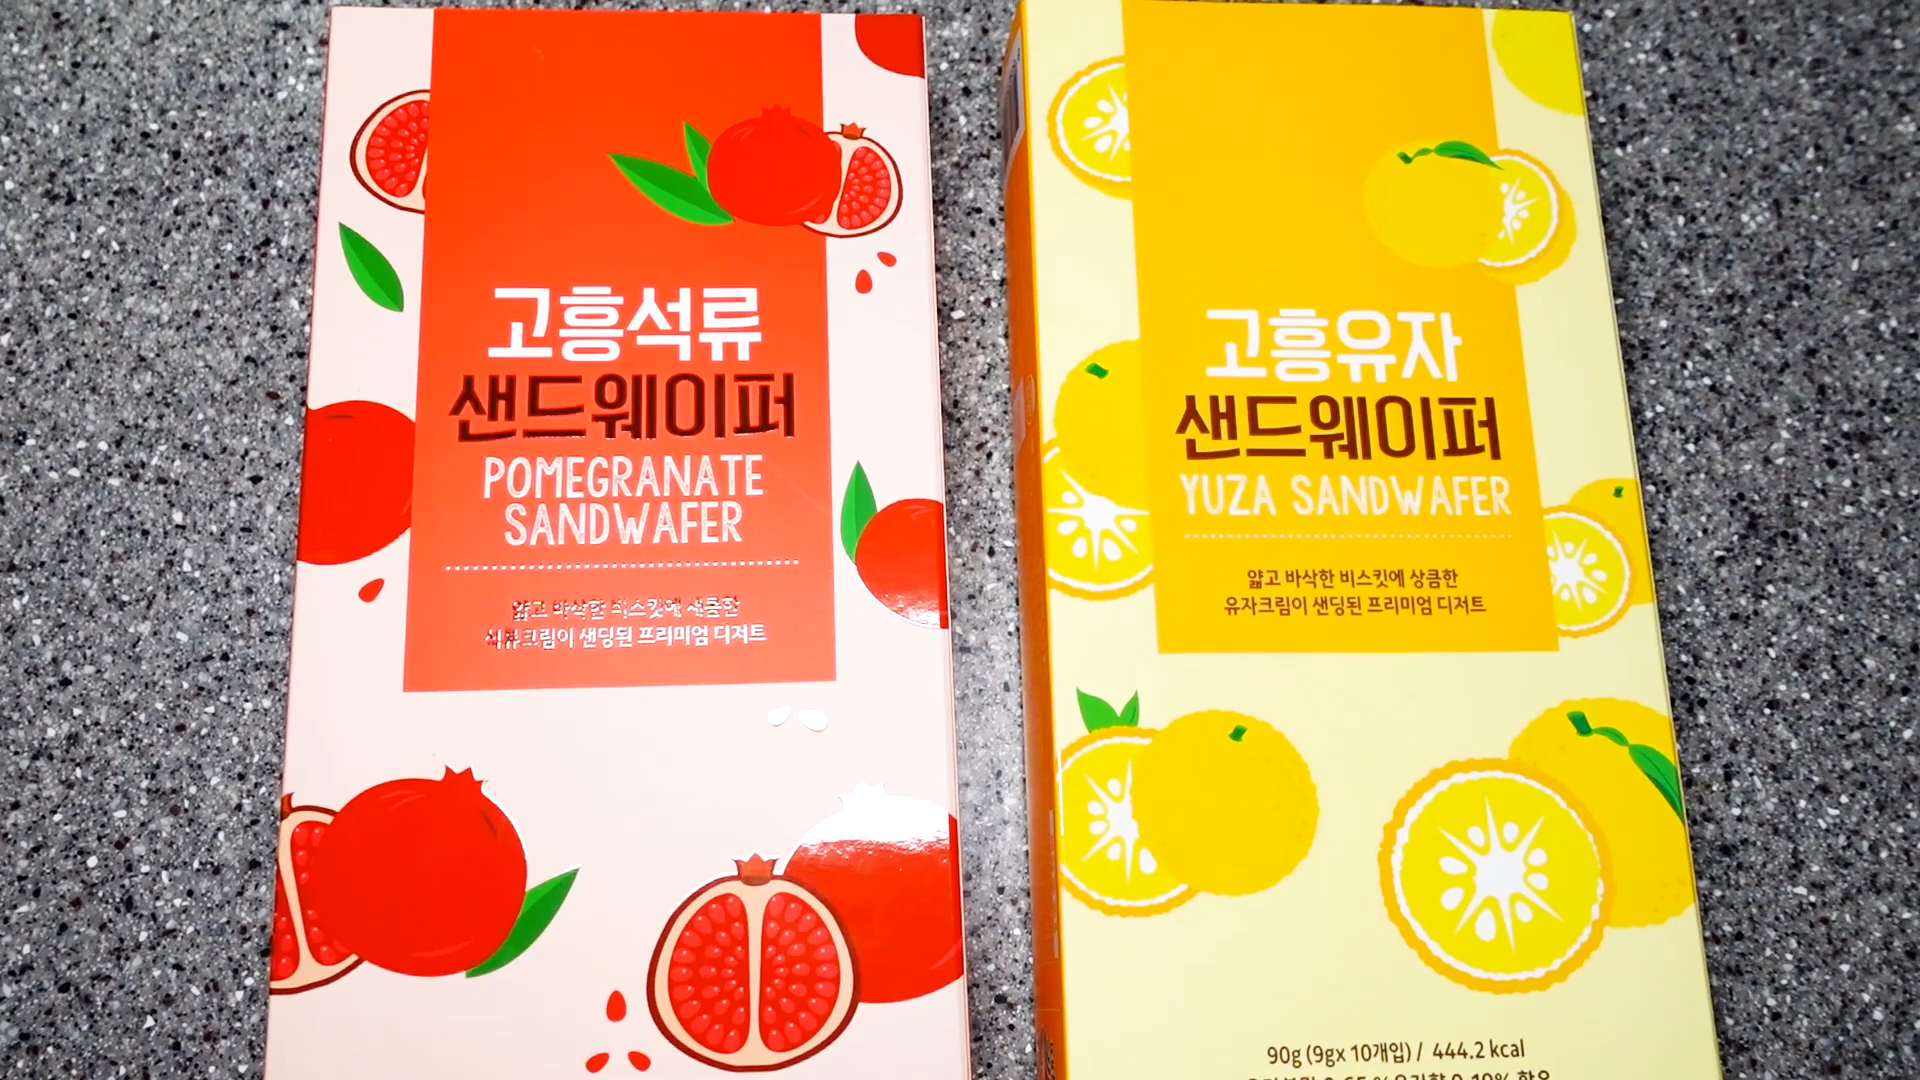 고흥석류
샌드웨이퍼
POMEGRANATE
SANDWAFER
얇고 바삭한 비스킷에 새콤한
석류크림이 샌딩된 프리미엄 디저트
고흥유자
샌드웨이퍼
YUZA SANDWAFER
얇고 바삭한 비스킷에 상큼한
유자크림이 샌딩된 프리미엄 디저트
90g (9gx 10개입) / 444.2 kcal